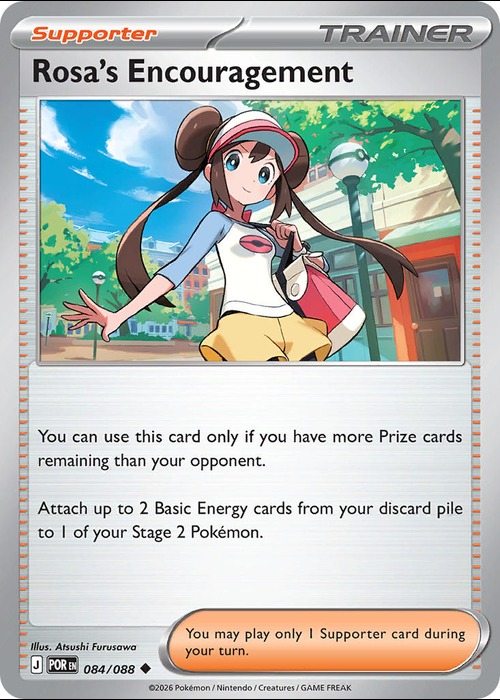 Supporter
TRAINER
Rosa's Encouragement
You can use this card only if you have more Prize cards
remaining than your opponent.
Attach up to 2 Basic Energy cards from your discard pile
to 1 of your Stage 2 Pokémon.
You may play only 1 Supporter card during
your turn.
Illus. Atsushi Furusawa
J POR EN 084/088 ◆
©2026 Pokémon / Nintendo / Creatures / GAME FREAK